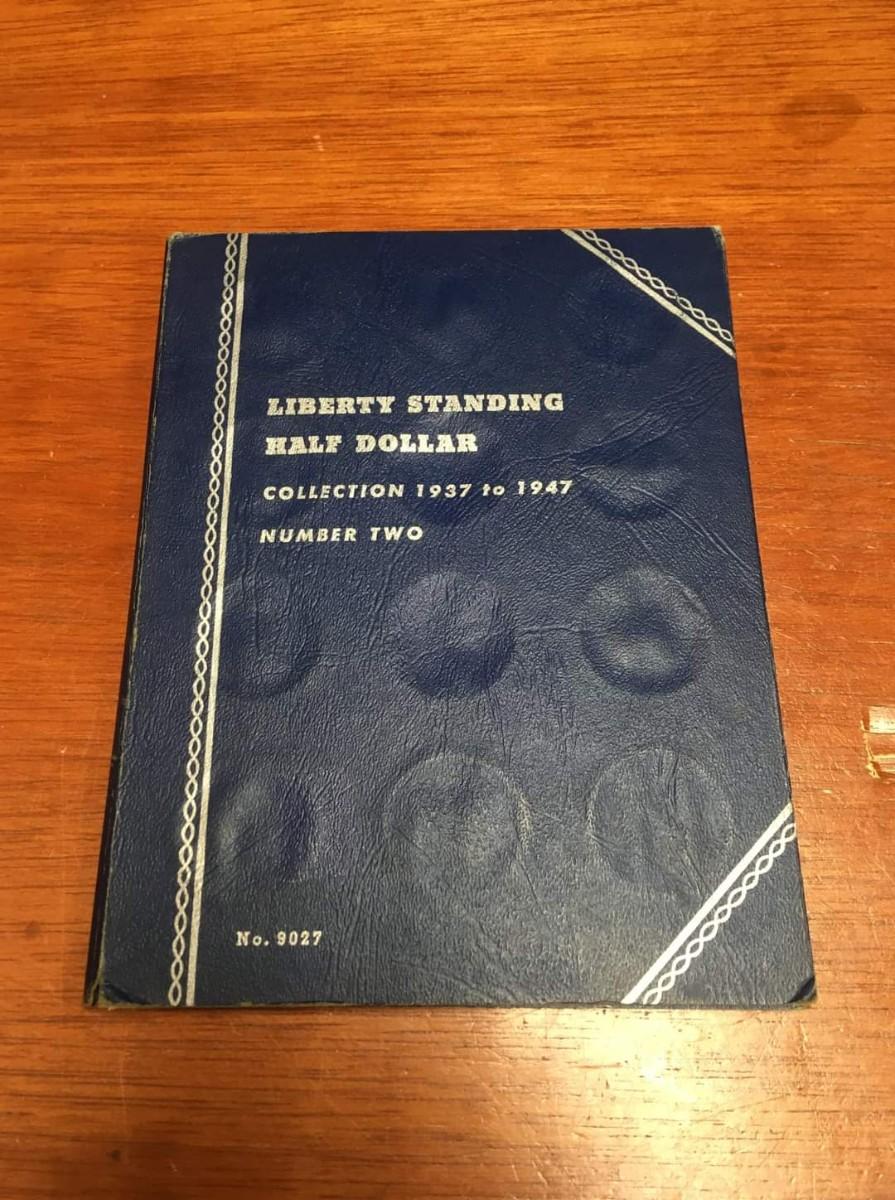 LIBERTY STANDING
HALF DOLLAR
COLLECTION 1937 to 1947
NUMBER TWO
No. 9027